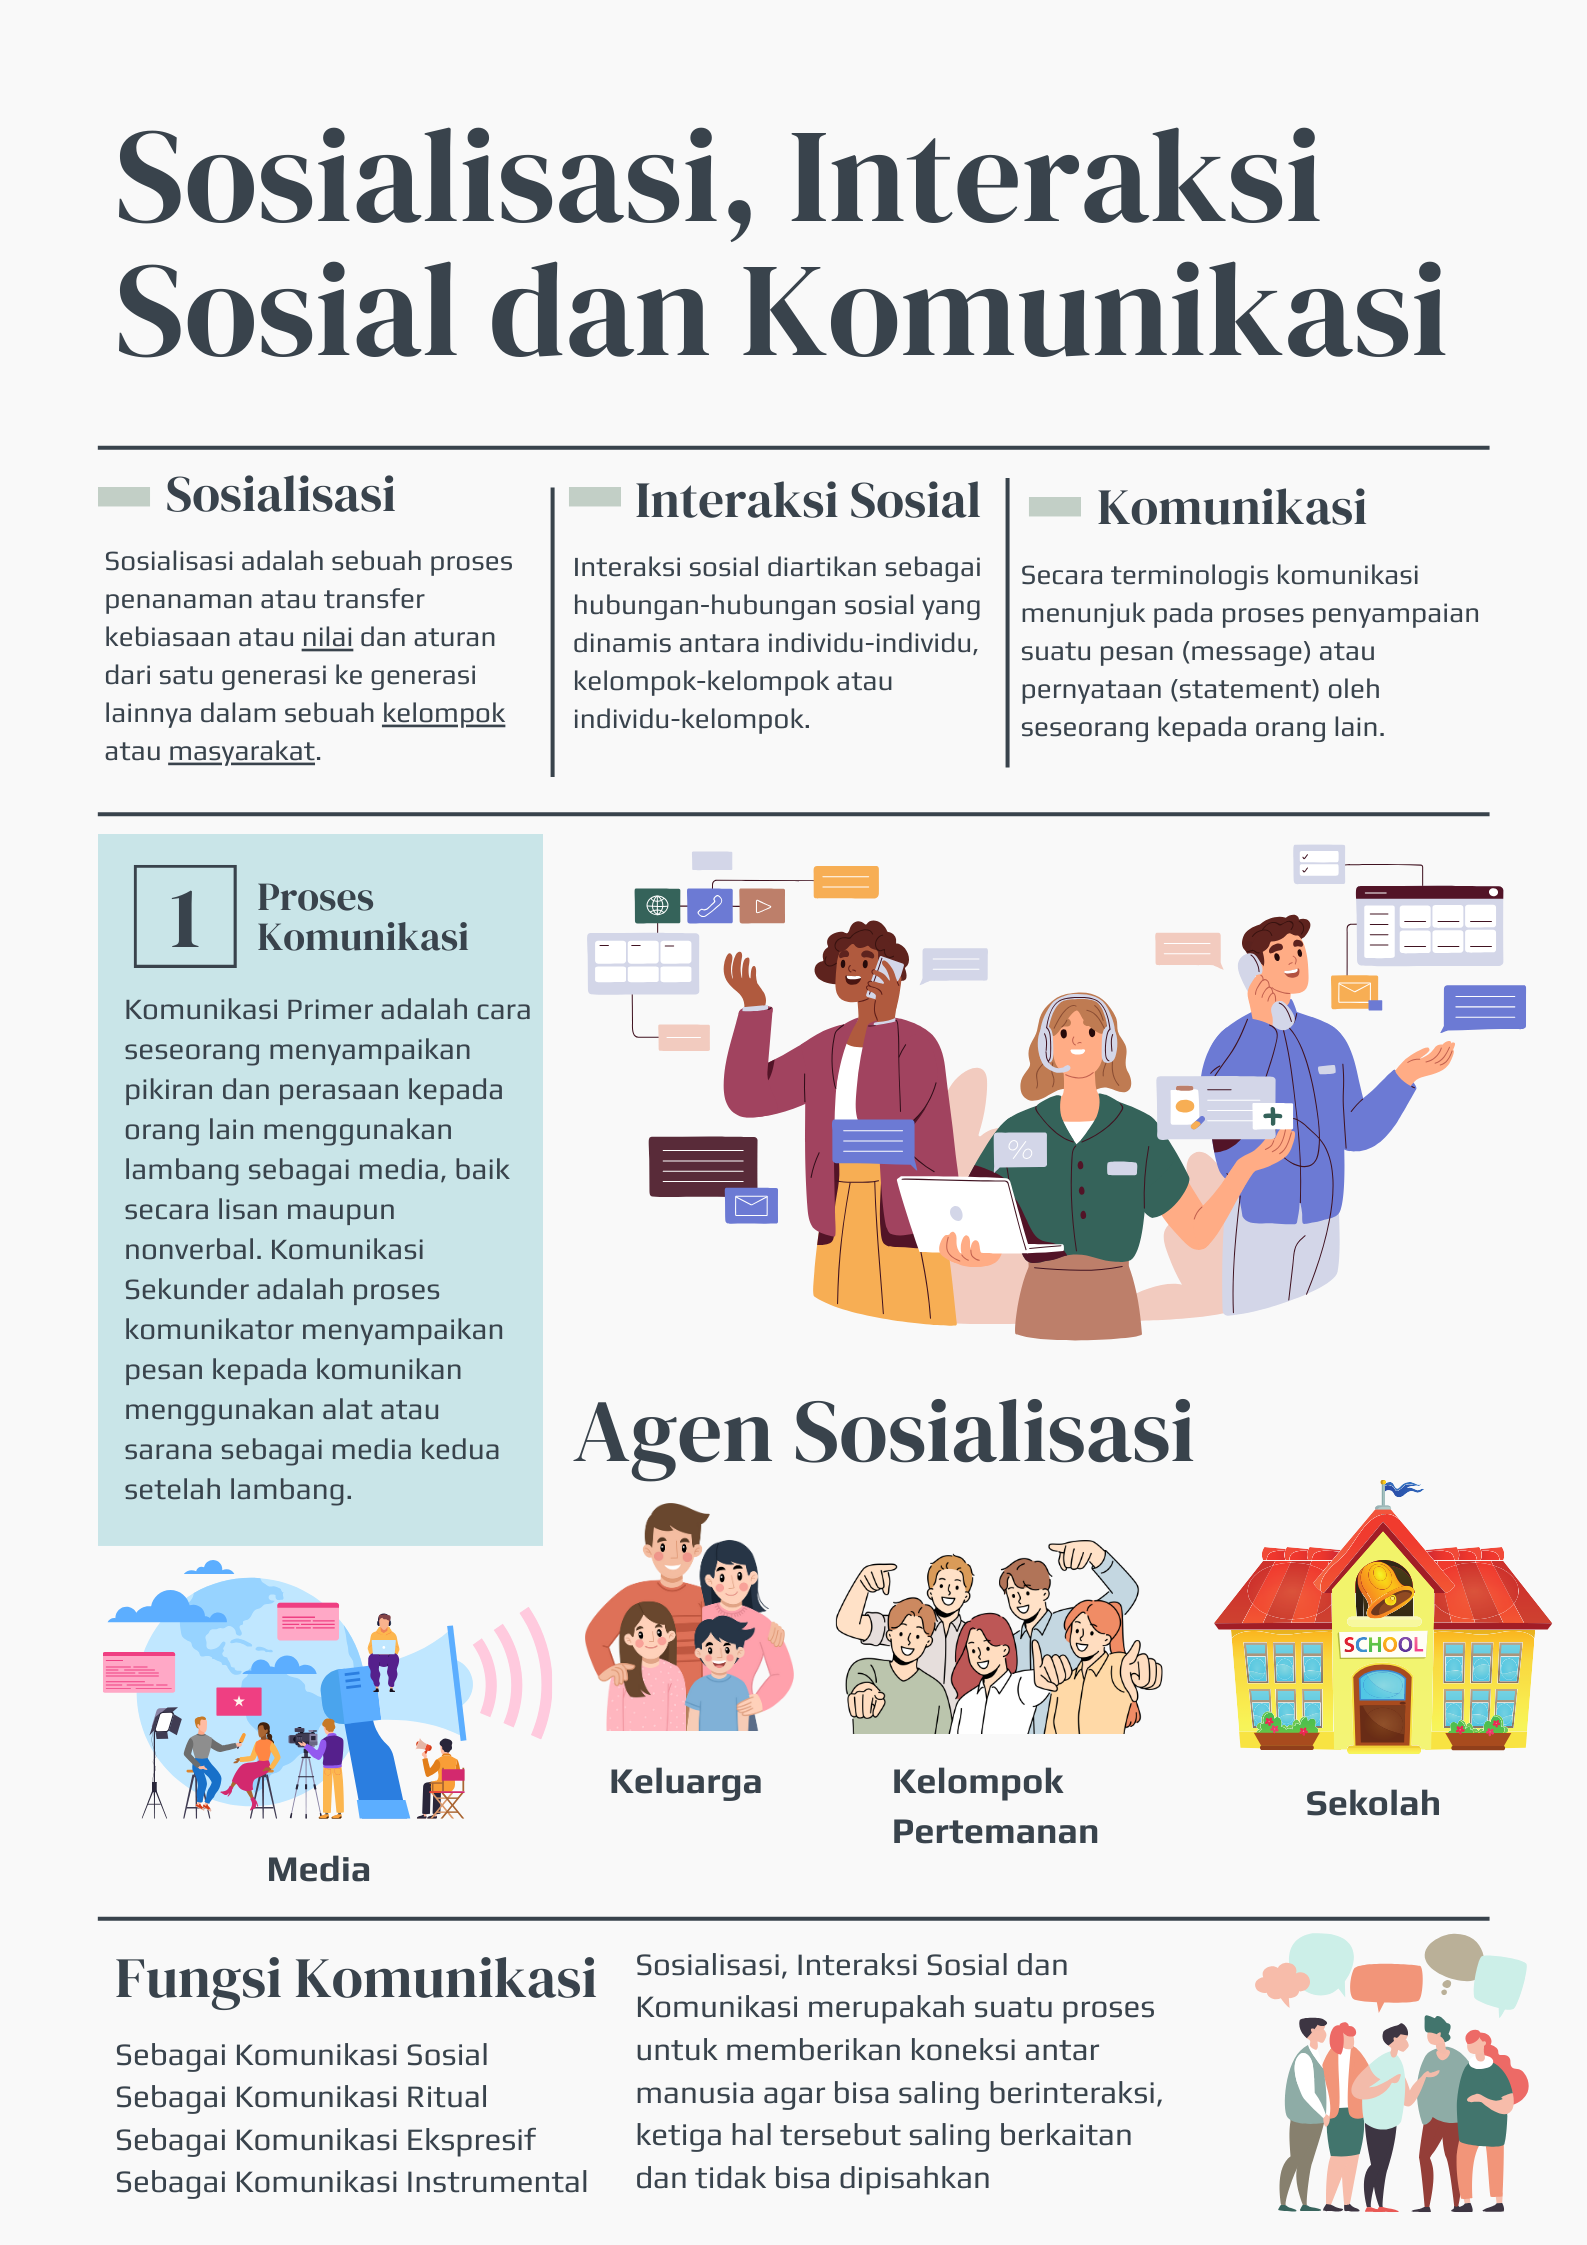 Sosialisasi, Interaksi
Sosial dan Komunikasi
Sosialisasi
Sosialisasi adalah sebuah proses
penanaman atau transfer
kebiasaan atau nilai dan aturan
dari satu generasi ke generasi
lainnya dalam sebuah kelompok
atau masyarakat.
Interaksi Sosial
Interaksi sosial diartikan sebagai
hubungan-hubungan sosial yang
dinamis antara individu-individu,
kelompok-kelompok atau
individu-kelompok.
Komunikasi
Secara terminologis komunikasi
menunjuk pada proses penyampaian
suatu pesan (message) atau
pernyataan (statement) oleh
seseorang kepada orang lain.
1
Proses
Komunikasi
Komunikasi Primer adalah cara
seseorang menyampaikan
pikiran dan perasaan kepada
orang lain menggunakan
lambang sebagai media, baik
secara lisan maupun
nonverbal. Komunikasi
Sekunder adalah proses
komunikator menyampaikan
pesan kepada komunikan
menggunakan alat atau
sarana sebagai media kedua
setelah lambang.
%
Agen Sosialisasi
SCHOOL
Keluarga
Kelompok
Pertemanan
Sekolah
Media
Fungsi Komunikasi
Sebagai Komunikasi Sosial
Sebagai Komunikasi Ritual
Sebagai Komunikasi Ekspresif
Sebagai Komunikasi Instrumental
Sosialisasi, Interaksi Sosial dan
Komunikasi merupakah suatu proses
untuk memberikan koneksi antar
manusia agar bisa saling berinteraksi,
ketiga hal tersebut saling berkaitan
dan tidak bisa dipisahkan